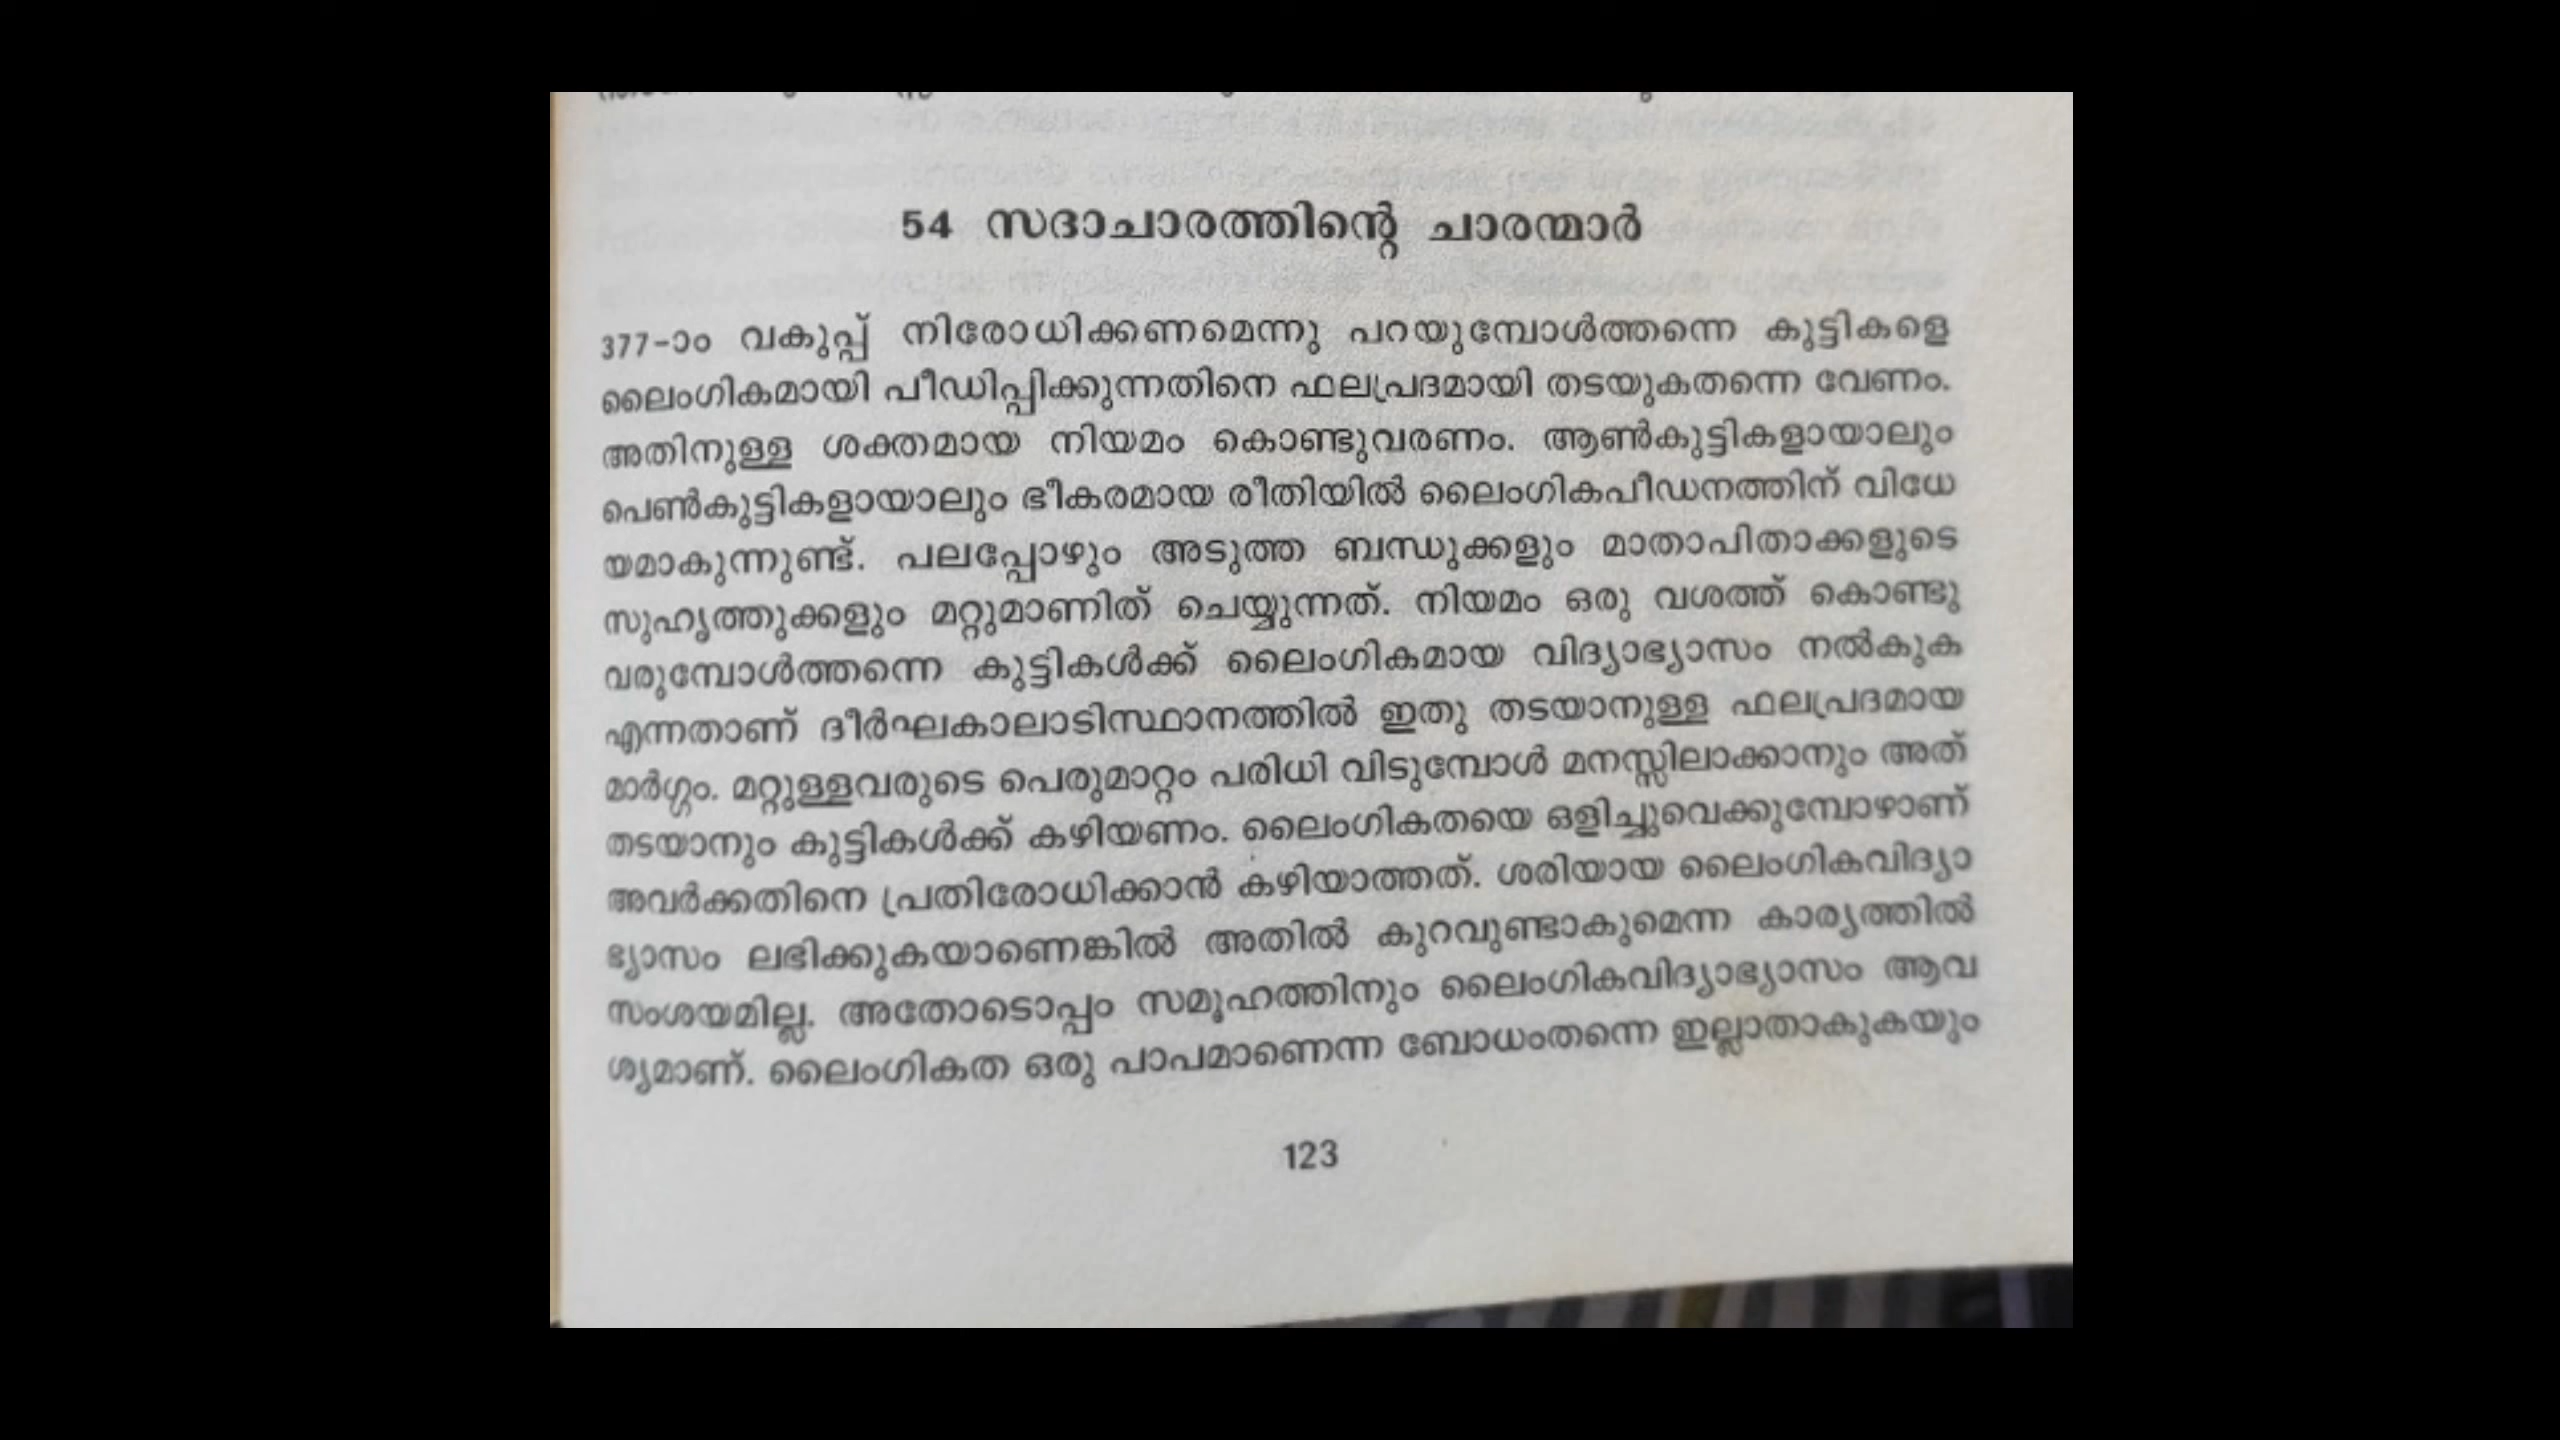 54 സദാചാരത്തിന്റെ ചാരന്മാർ
377-ാം വകുപ്പ് നിരോധിക്കണമെന്നു പറയുമ്പോൾത്തന്നെ കുട്ടികളെ
ലൈംഗികമായി പീഡിപ്പിക്കുന്നതിനെ ഫലപ്രദമായി തടയുകതന്നെ വേണം.
അതിനുള്ള ശക്തമായ നിയമം കൊണ്ടുവരണം. ആൺകുട്ടികളായാലും
പെൺകുട്ടികളായാലും ഭീകരമായ രീതിയിൽ ലൈംഗികപീഡനത്തിന് വിധേ
യമാകുന്നുണ്ട്. പലപ്പോഴും അടുത്ത ബന്ധുക്കളും മാതാപിതാക്കളുടെ
സുഹൃത്തുക്കളും മറ്റുമാണിത് ചെയ്യുന്നത്. നിയമം ഒരു വശത്ത് കൊണ്ടു
വരുമ്പോൾത്തന്നെ കുട്ടികൾക്ക് ലൈംഗികമായ വിദ്യാഭ്യാസം നൽകുക
എന്നതാണ് ദീർഘകാലാടിസ്ഥാനത്തിൽ ഇതു തടയാനുള്ള ഫലപ്രദമായ
മാർഗ്ഗം. മറ്റുള്ളവരുടെ പെരുമാറ്റം പരിധി വിടുമ്പോൾ മനസ്സിലാക്കാനും അത്
തടയാനും കുട്ടികൾക്ക് കഴിയണം. ലൈംഗികതയെ ഒളിച്ചുവെക്കുമ്പോഴാണ്
അവർക്കതിനെ പ്രതിരോധിക്കാൻ കഴിയാത്തത്. ശരിയായ ലൈംഗികവിദ്യാ
ഭ്യാസം ലഭിക്കുകയാണെങ്കിൽ അതിൽ കുറവുണ്ടാകുമെന്ന കാര്യത്തിൽ
സംശയമില്ല. അതോടൊപ്പം സമൂഹത്തിനും ലൈംഗികവിദ്യാഭ്യാസം ആവ
ശ്യമാണ്. ലൈംഗികത ഒരു പാപമാണെന്ന ബോധംതന്നെ ഇല്ലാതാകുകയും
123